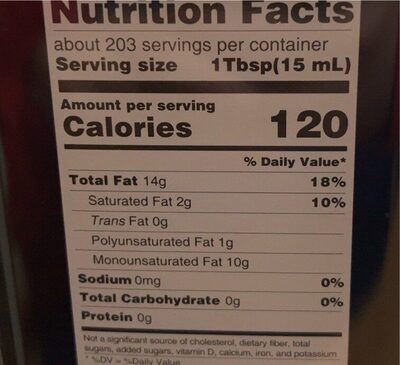 Nutrition Facts
about 203 servings per container
Serving size 1Tbsp(15 mL)
Amount per serving
Calories 120
% Daily Value*
Total Fat 14g 18%
Saturated Fat 2g 10%
Trans Fat 0g
Polyunsaturated Fat 1g
Monounsaturated Fat 10g
Sodium 0mg 0%
Total Carbohydrate 0g 0%
Protein 0g
Not a significant source of cholesterol, dietary fiber, total
sugars, added sugars, vitamin D, calcium, iron, and potassium
* %DV = %Daily Value